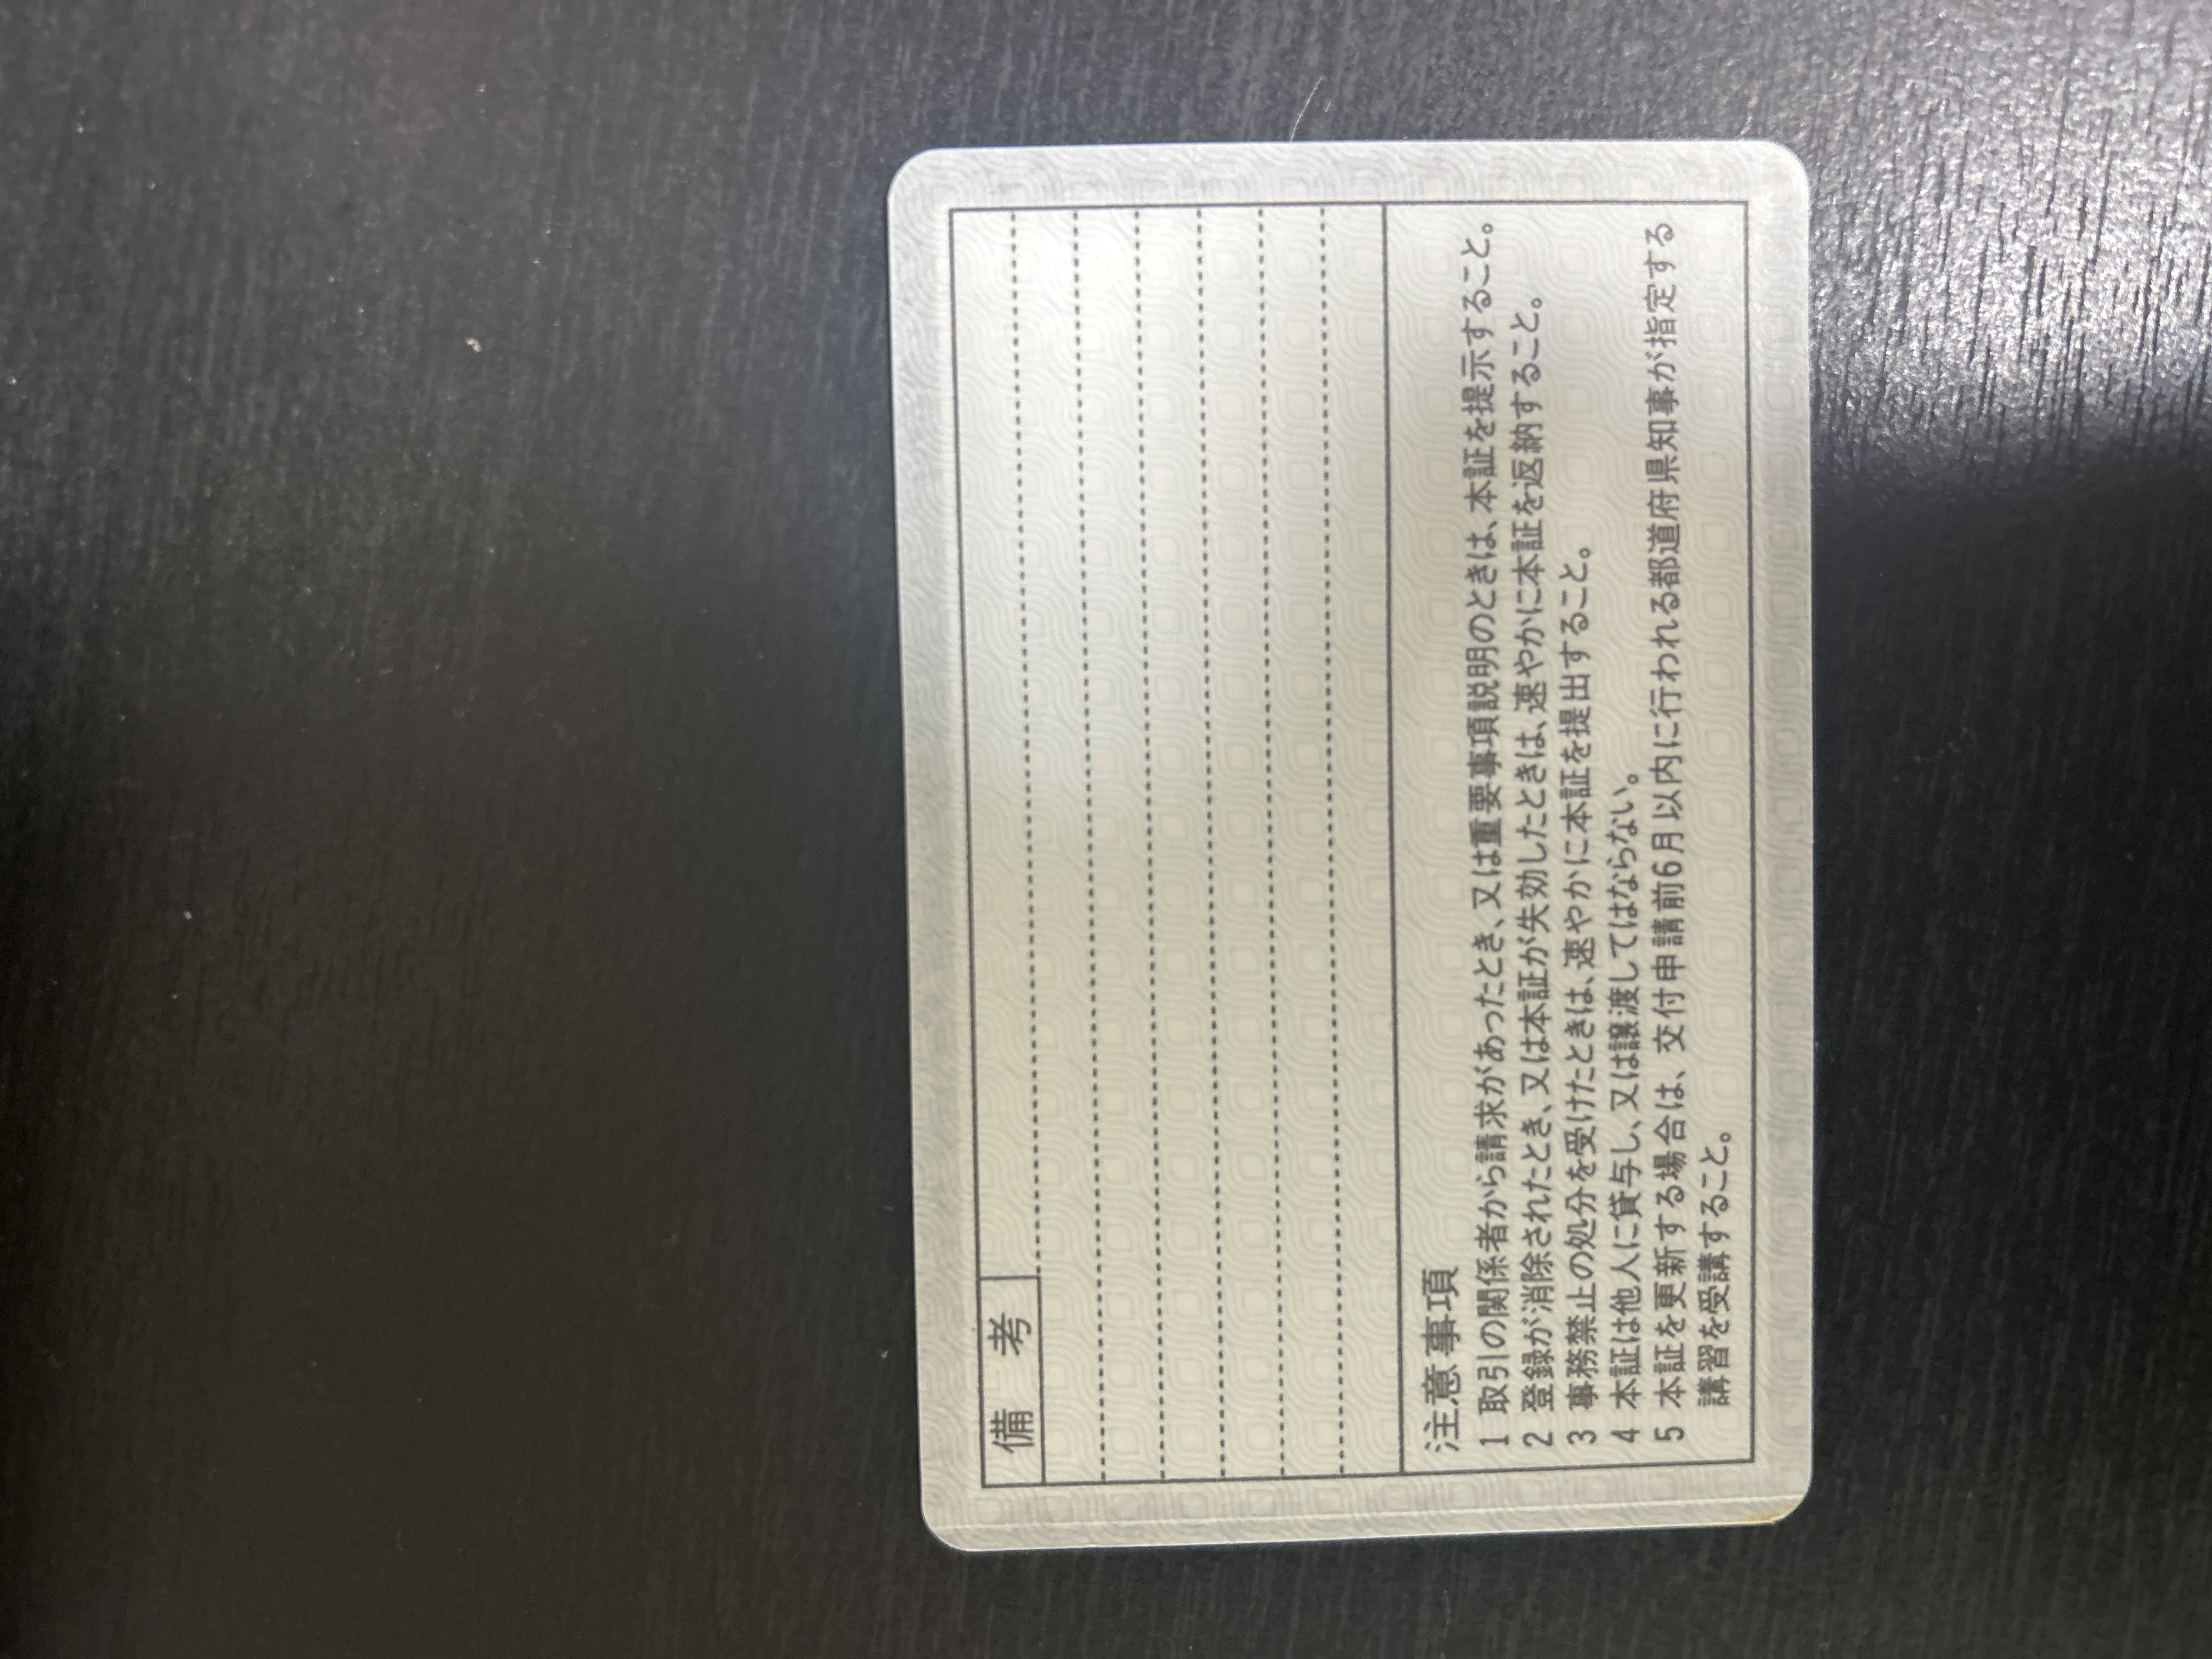 備 考
注意事項
1 取引の関係者から請求があったとき、又は重要事項説明のときは、本証を提示すること。
2 登録が消除されたとき、又は本証が失効したときは、速やかに本証を返納すること。
3 事務禁止の処分を受けたときは、速やかに本証を提出すること。
4 本証は他人に貸与し、又は譲渡してはならない。
5 本証を更新する場合は、交付申請前6月以内に行われる都道府県知事が指定する
講習を受講すること。